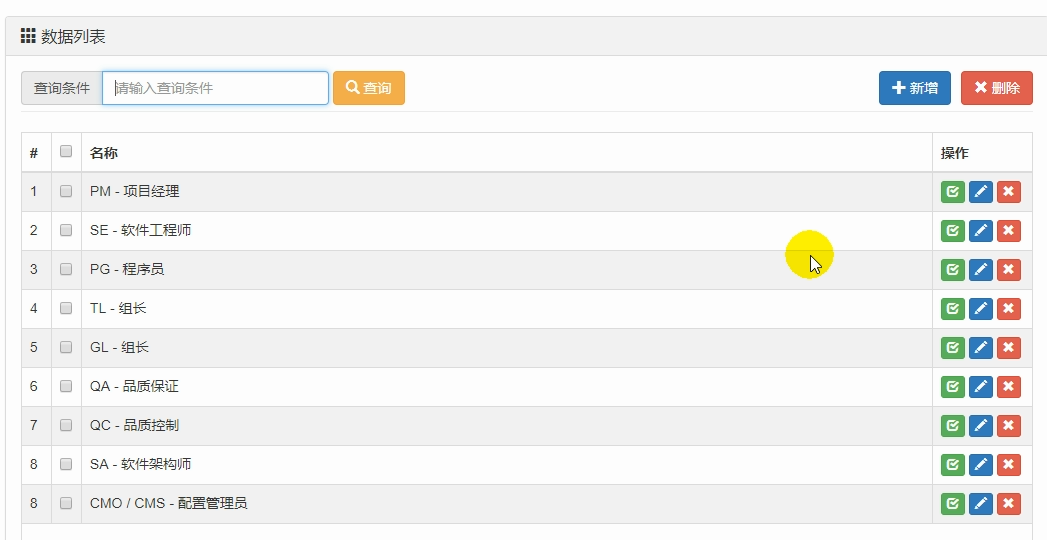 数据列表
查询条件 请输入查询条件 查询 新增 删除
# 名称 操作
1 PM - 项目经理
2 SE - 软件工程师
3 PG - 程序员
4 TL - 组长
5 GL - 组长
6 QA - 品质保证
7 QC - 品质控制
8 SA - 软件架构师
8 CMO / CMS - 配置管理员